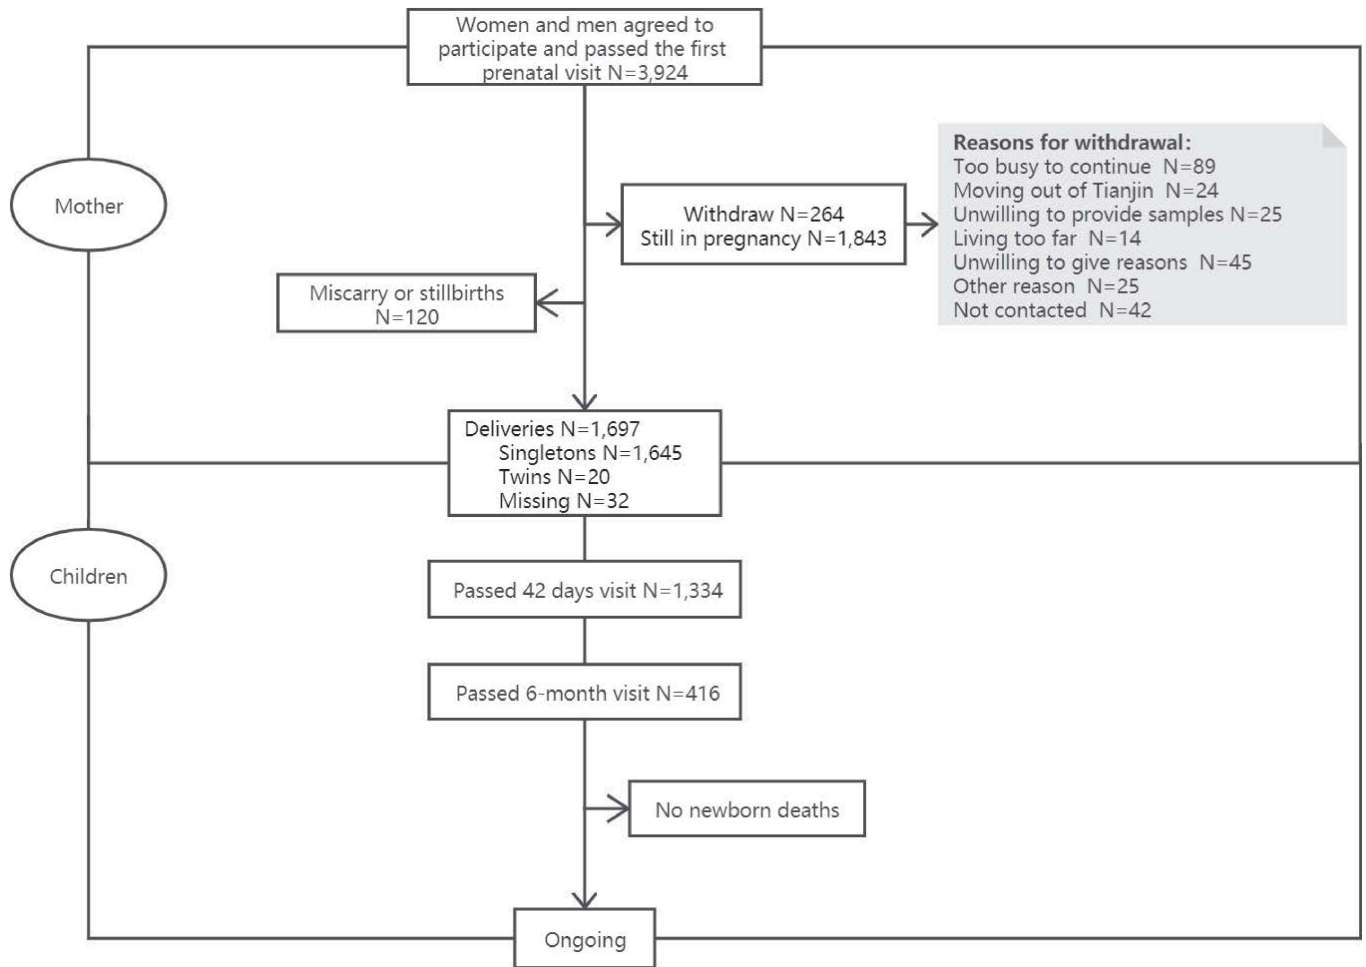 Women and men agreed to
participate and passed the first
prenatal visit N=3,924
Mother
Withdraw N=264
Still in pregnancy N=1,843
Reasons for withdrawal:
Too busy to continue N=89
Moving out of Tianjin N=24
Unwilling to provide samples N=25
Living too far N=14
Unwilling to give reasons N=45
Other reason N=25
Not contacted N=42
Miscarry or stillbirths
N=120
Deliveries N=1,697
Singletons N=1,645
Twins N=20
Missing N=32
Children
Passed 42 days visit N=1,334
Passed 6-month visit N=416
No newborn deaths
Ongoing